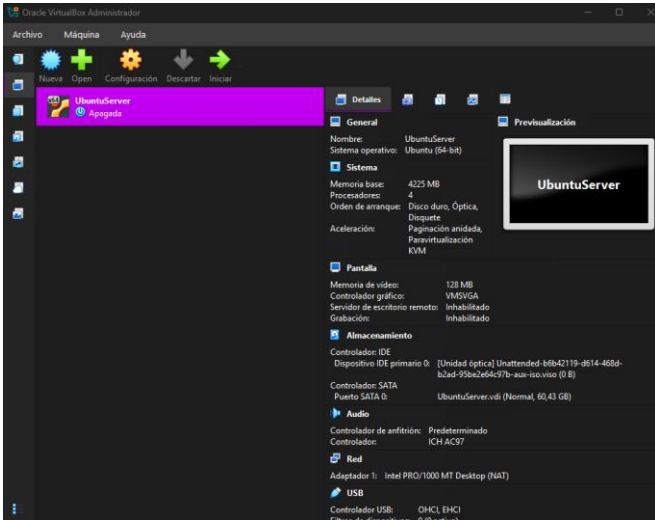 Oracle VirtualBox Administrador
Archivo Máquina Ayuda
Nueva Open Configuración Descartar Iniciar
x64
UbuntuServer
Apagada
Detalles
General
Nombre: UbuntuServer
Sistema operativo: Ubuntu (64-bit)
Previsualización
UbuntuServer
Sistema
Memoria base: 4225 MB
Procesadores: 4
Orden de arranque: Disco duro, Óptica,
Disquete
Aceleración: Paginación anidada,
Paravirtualización
KVM
Pantalla
Memoria de vídeo: 128 MB
Controlador gráfico: VMSVGA
Servidor de escritorio remoto: Inhabilitado
Grabación: Inhabilitado
Almacenamiento
Controlador: IDE
Dispositivo IDE primario 0: [Unidad óptica] Unattended-b6b42119-d614-468d-
b2ad-95be2e64c97b-aux-iso.viso (0 B)
Controlador: SATA
Puerto SATA 0: UbuntuServer.vdi (Normal, 60,43 GB)
Audio
Controlador de anfitrión: Predeterminado
Controlador: ICH AC97
Red
Adaptador 1: Intel PRO/1000 MT Desktop (NAT)
USB
Controlador USB: OHCI, EHCI